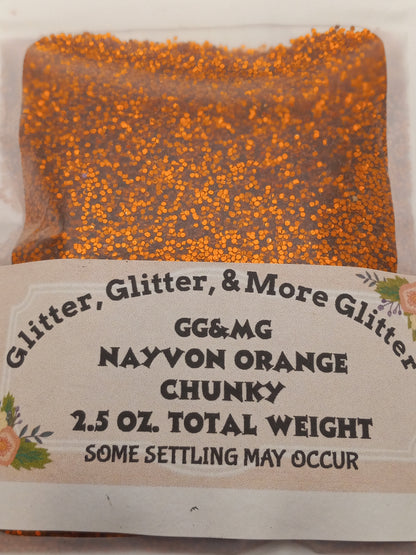 Glitter, Glitter, & More Glitter
GG&MG
NAYVON ORANGE
CHUNKY
2.5 OZ. TOTAL WEIGHT
SOME SETTLING MAY OCCUR